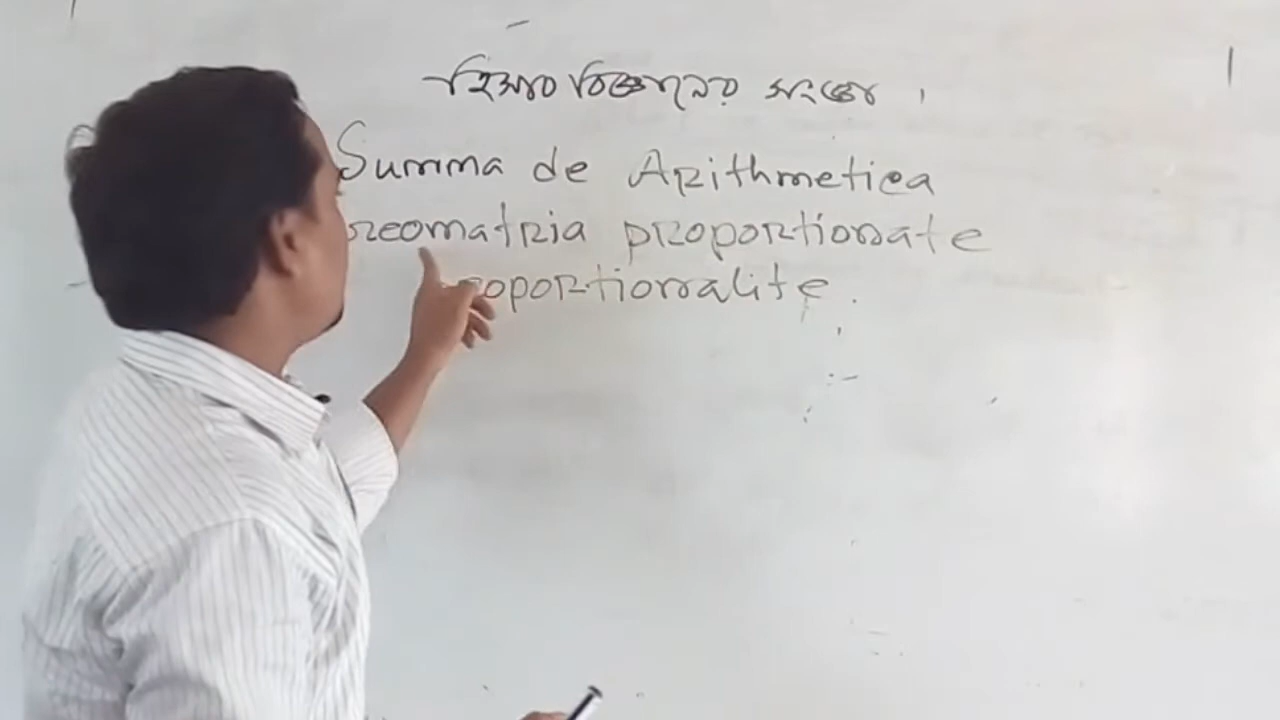 হিসাব বিজ্ঞানের সংজ্ঞা ।
Summa de Arithmetica
Geomatria proportionate
proportionalite .